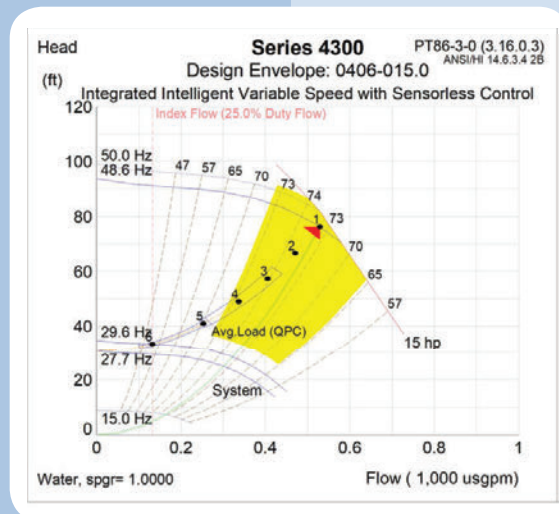 Head
Series 4300
PT86-3-0 (3.16.0.3)
ANSI/HI 14.6.3.4 2B
(ft)
Design Envelope: 0406-015.0
Integrated Intelligent Variable Speed with Sensorless Control
120
Index Flow (25.0% Duty Flow)
100
50.0 Hz
48.6 Hz
47 57 65 70 73 74 73 70 65 57
80
60
40
20
0
1
2
3
4
5
6
Avg.Load (QPC)
29.6 Hz
27.7 Hz
15 hp
System
15.0 Hz
0 0.2 0.4 0.6 0.8 1
Water, spgr= 1.0000
Flow ( 1,000 usgpm)